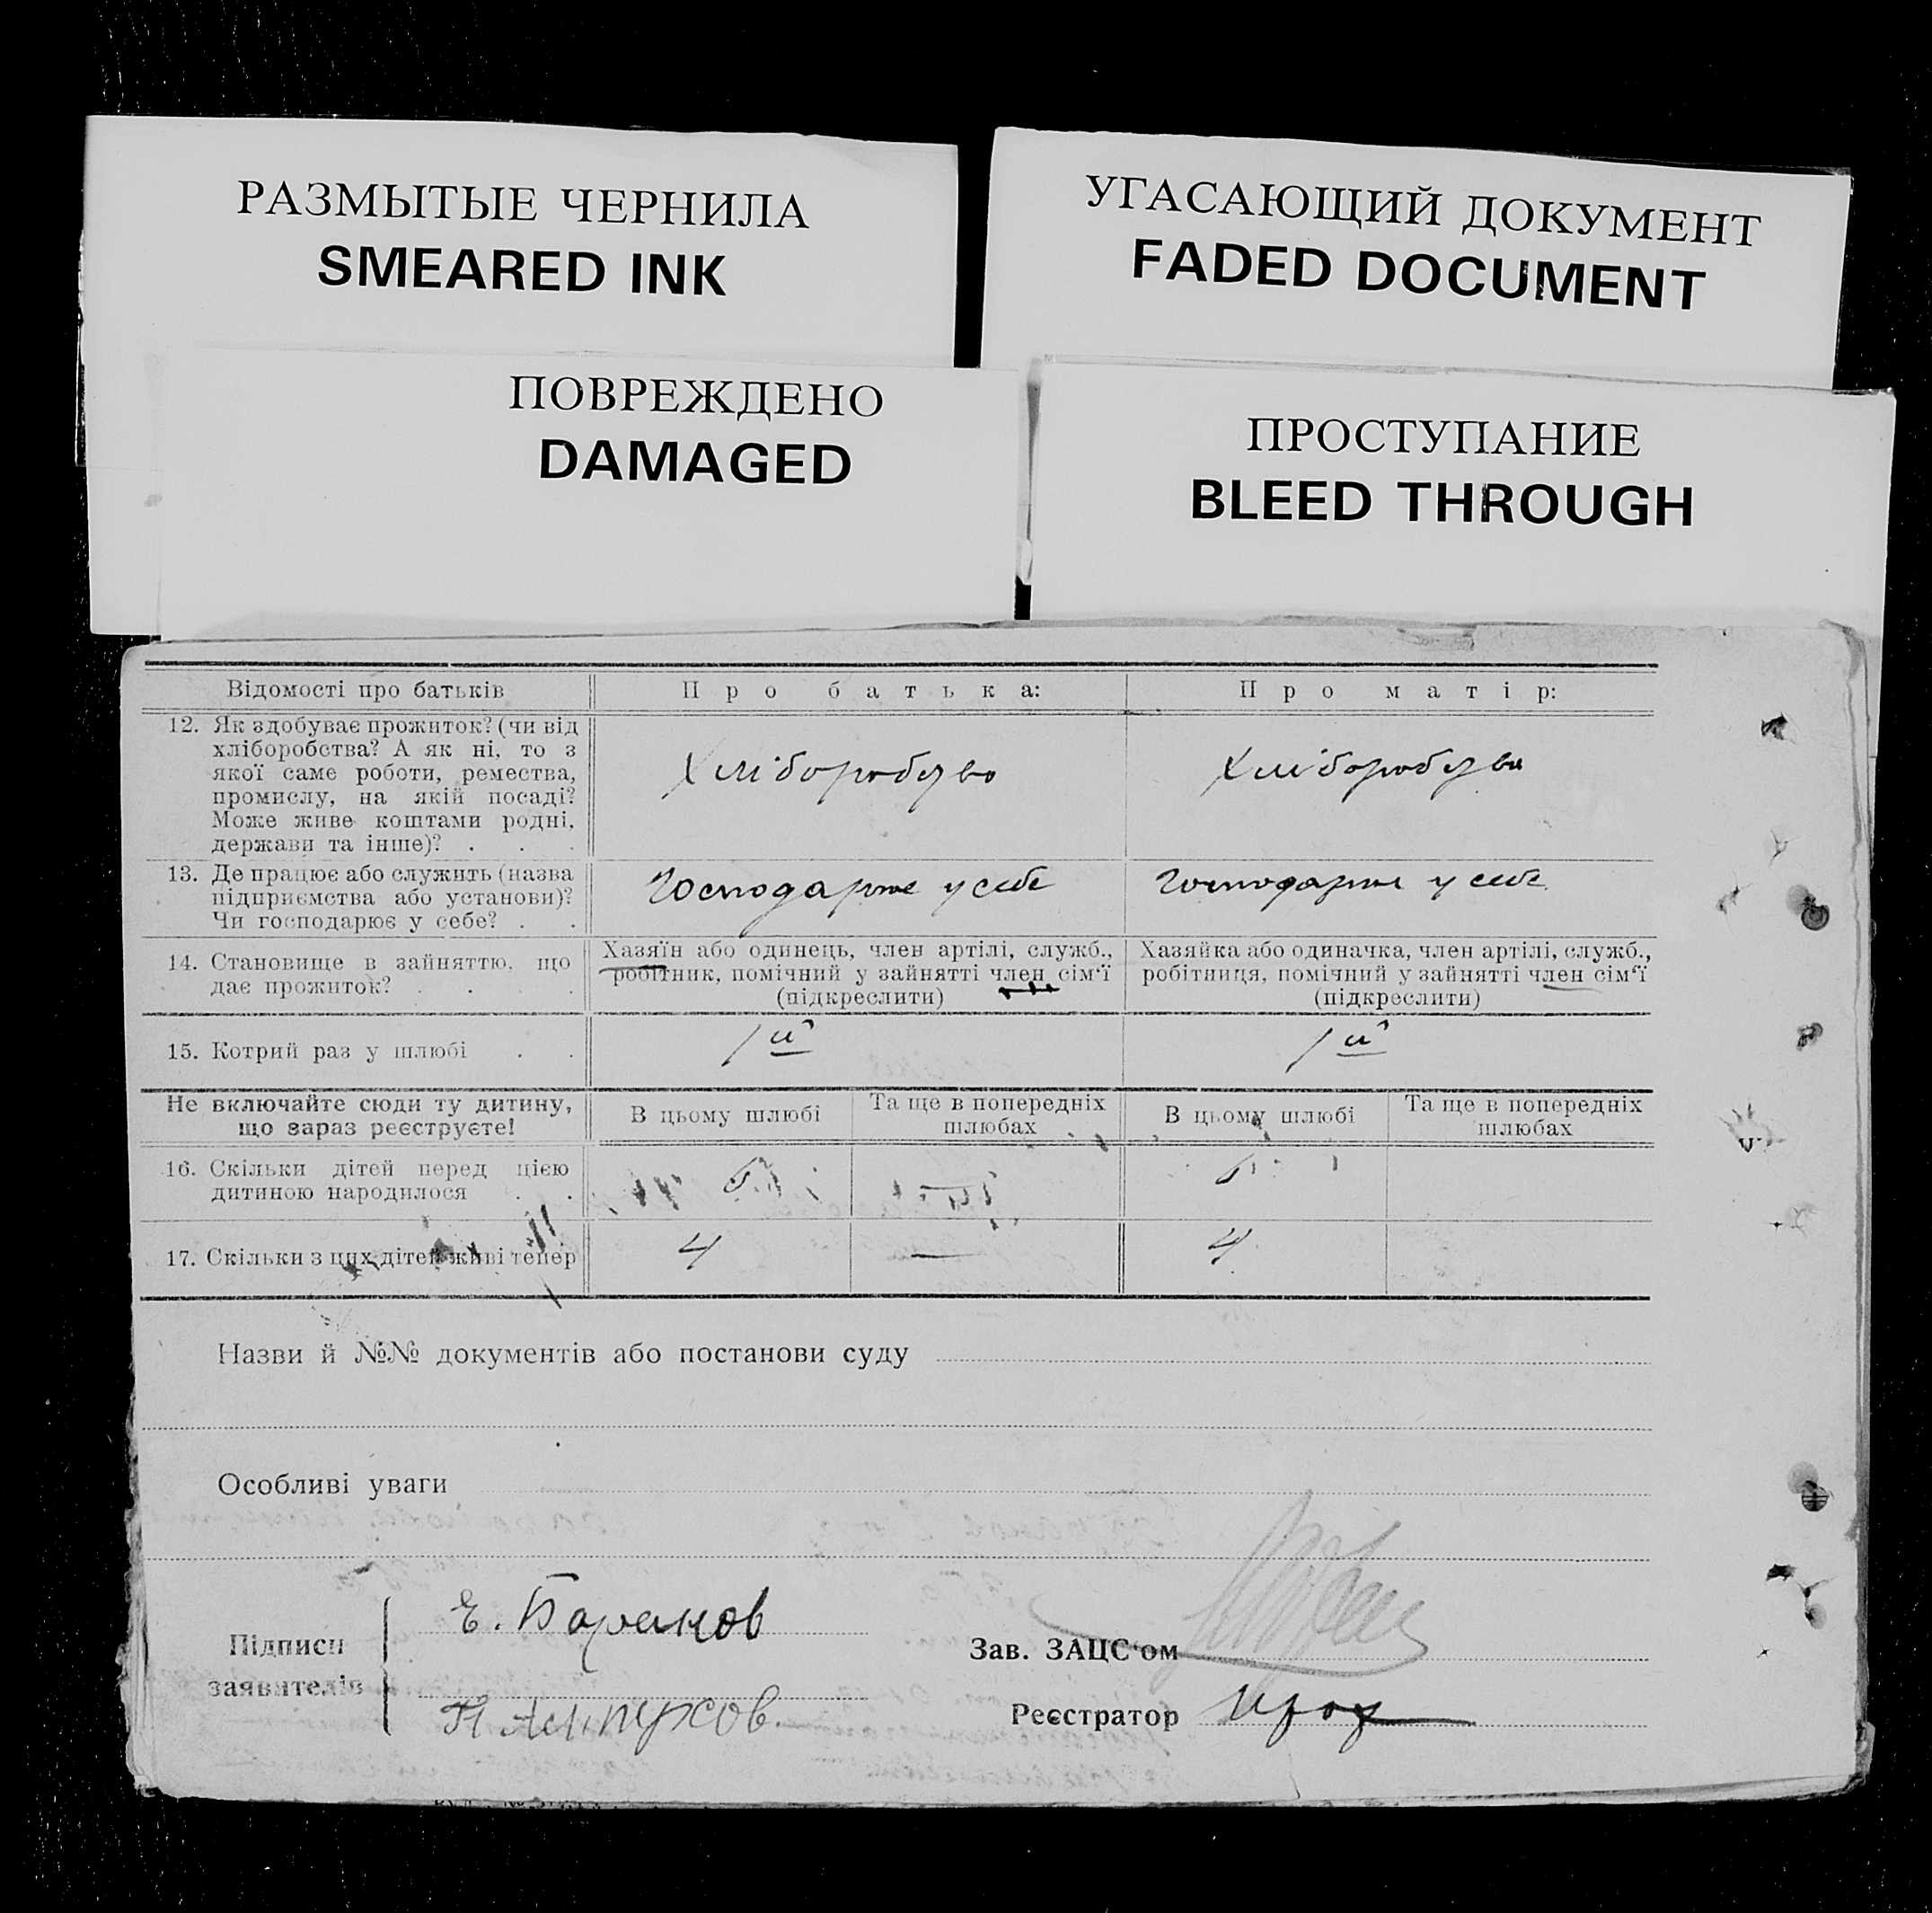 РАЗМЫТЫЕ ЧЕРНИЛА
SMEARED INK
УГАСАЮЩИЙ ДОКУМЕНТ
FADED DOCUMENT
ПОВРЕЖДЕНО
DAMAGED
ПРОСТУПАНИЕ
BLEED THROUGH
Відомості про батьків
Про батька:
Про матір:
12. Як здобуває прожиток? (чи від
хліборобства? А як ні, то з
якої саме роботи, ремества,
промислу, на якій посаді?
Може живе коштами родні,
держави та інше)? . . .
Хліборобство
Хліборобство
13. Де працює або служить (назва
підприємства або установи)?
Чи господарює у себе? . .
Господарює у себе
Господарює у себе
14. Становище в зайняттю, що
дає прожиток? . . .
Хазяїн або одинець, член артілі, служб.,
робітник, помічний у зайнятті член сім‘ї
(підкреслити)
Хазяйка або одиначка, член артілі, служб.,
робітниця, помічний у зайнятті член сім‘ї
(підкреслити)
15. Котрий раз у шлюбі . .
1й
1й
Не включайте сюди ту дитину,
що зараз реєструєте!
В цьому шлюбі
Та ще в попередніх
шлюбах
В цьому шлюбі
Та ще в попередніх
шлюбах
16. Скільки дітей перед цією
дитиною народилося . .
5
5
17. Скільки з цих дітей живі тепер
4
—
4
Назви й №№ документів або постанови суду
Особливі уваги
Підписи
заявителів
Є. Баранов
Зав. ЗАЦС‘ом
Реєстратор